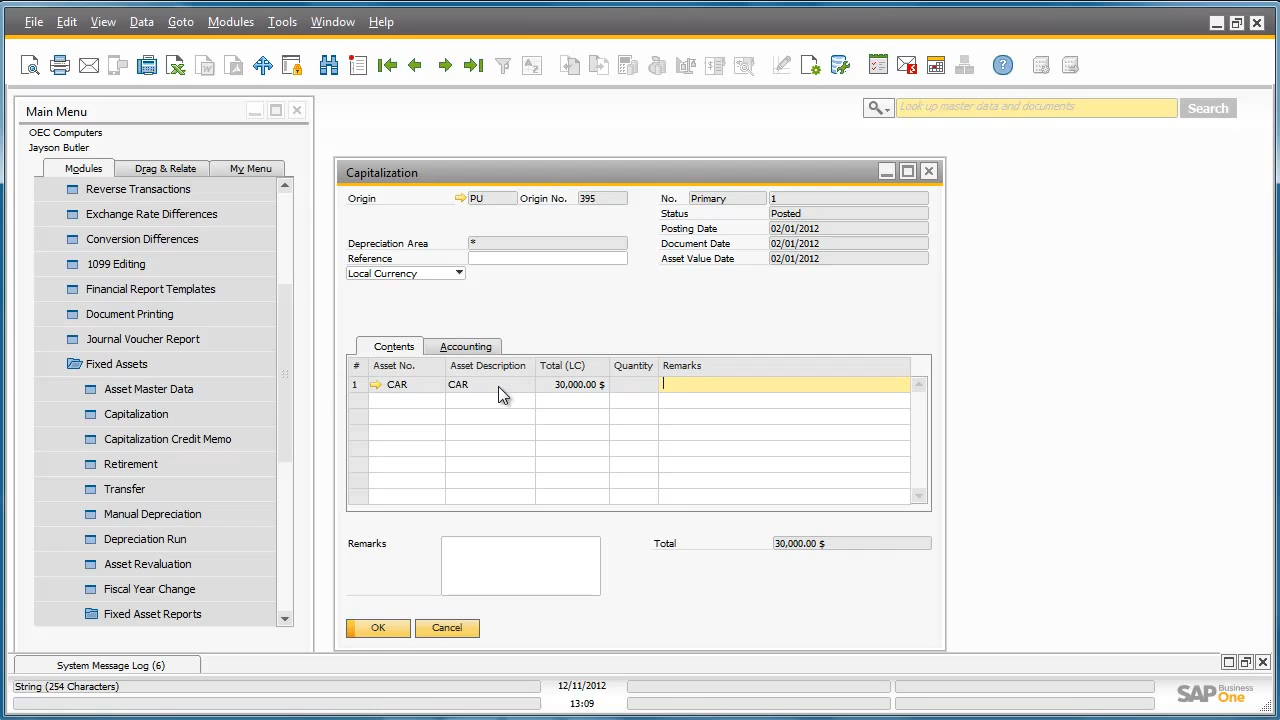 File Edit View Data Goto Modules Tools Window Help
Look up master data and documents Search
Main Menu
OEC Computers
Jayson Butler
Modules Drag & Relate My Menu
Reverse Transactions
Exchange Rate Differences
Conversion Differences
1099 Editing
Financial Report Templates
Document Printing
Journal Voucher Report
Fixed Assets
Asset Master Data
Capitalization
Capitalization Credit Memo
Retirement
Transfer
Manual Depreciation
Depreciation Run
Asset Revaluation
Fiscal Year Change
Fixed Asset Reports
Capitalization
Origin PU Origin No. 395 No. Primary 1
Status Posted
Posting Date 02/01/2012
Depreciation Area * Document Date 02/01/2012
Reference Asset Value Date 02/01/2012
Local Currency
Contents Accounting
# Asset No. Asset Description Total (LC) Quantity Remarks
1 CAR CAR 30,000.00 $
Remarks Total 30,000.00 $
OK Cancel
System Message Log (6)
String (254 Characters) 12/11/2012
13:09
SAP Business One